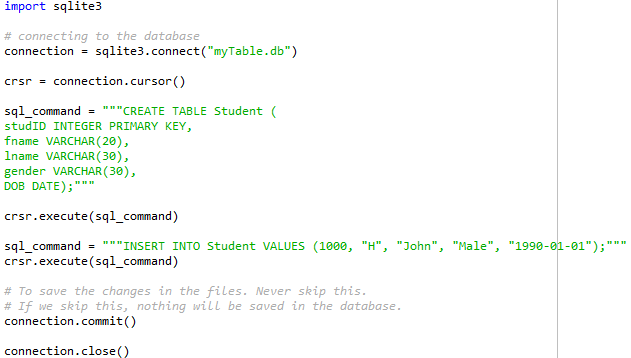 import sqlite3
# connecting to the database
connection = sqlite3.connect("myTable.db")
crsr = connection.cursor()
sql_command = """CREATE TABLE Student (
studID INTEGER PRIMARY KEY,
fname VARCHAR(20),
lname VARCHAR(30),
gender VARCHAR(30),
DOB DATE);"""
crsr.execute(sql_command)
sql_command = """INSERT INTO Student VALUES (1000, "H", "John", "Male", "1990-01-01");"""
crsr.execute(sql_command)
# To save the changes in the files. Never skip this.
# If we skip this, nothing will be saved in the database.
connection.commit()
connection.close()